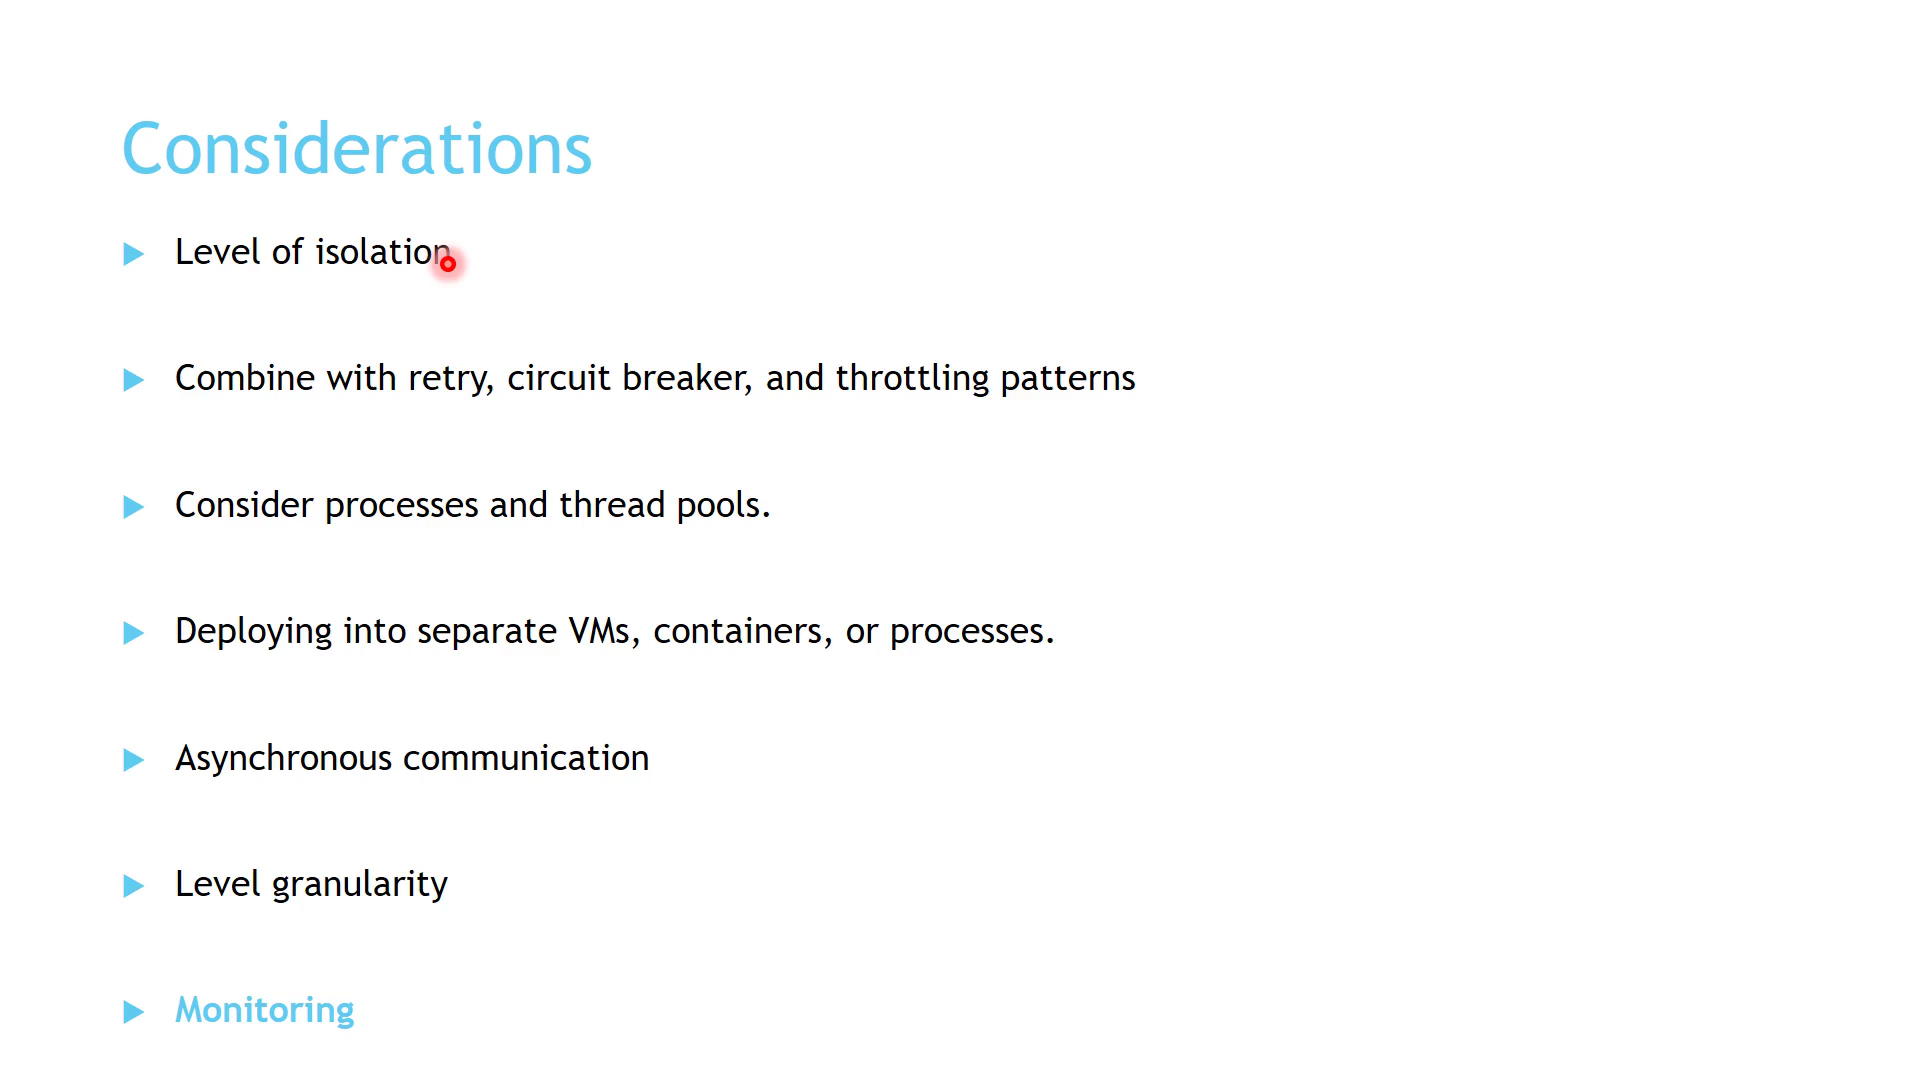 Considerations
Level of isolation
Combine with retry, circuit breaker, and throttling patterns
Consider processes and thread pools.
Deploying into separate VMs, containers, or processes.
Asynchronous communication
Level granularity
Monitoring